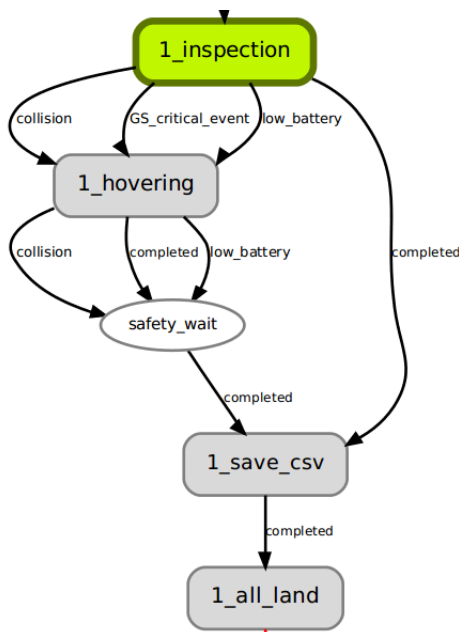 1_inspection
collision
GS_critical_event
low_battery
1_hovering
completed
collision
completed
low_battery
safety_wait
completed
1_save_csv
completed
1_all_land